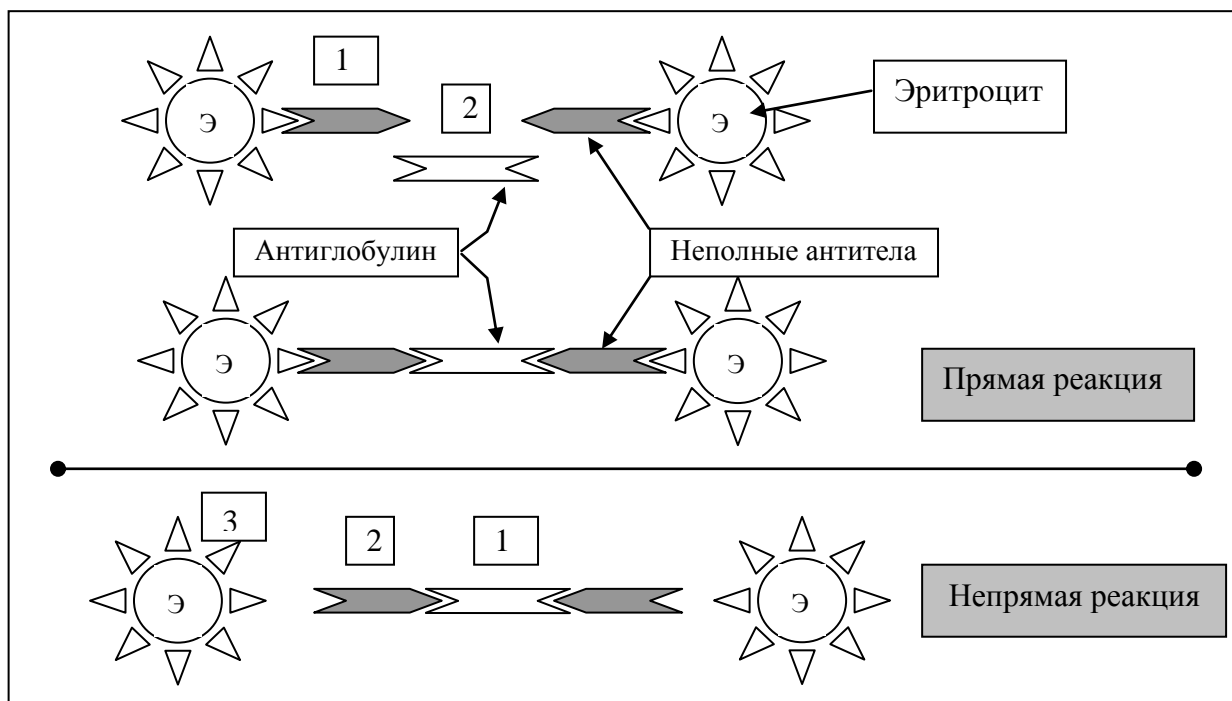 1
2
Э
Э
Эритроцит
Антиглобулин
Неполные антитела
Э
Э
Прямая реакция
3
2
1
Э
Э
Непрямая реакция